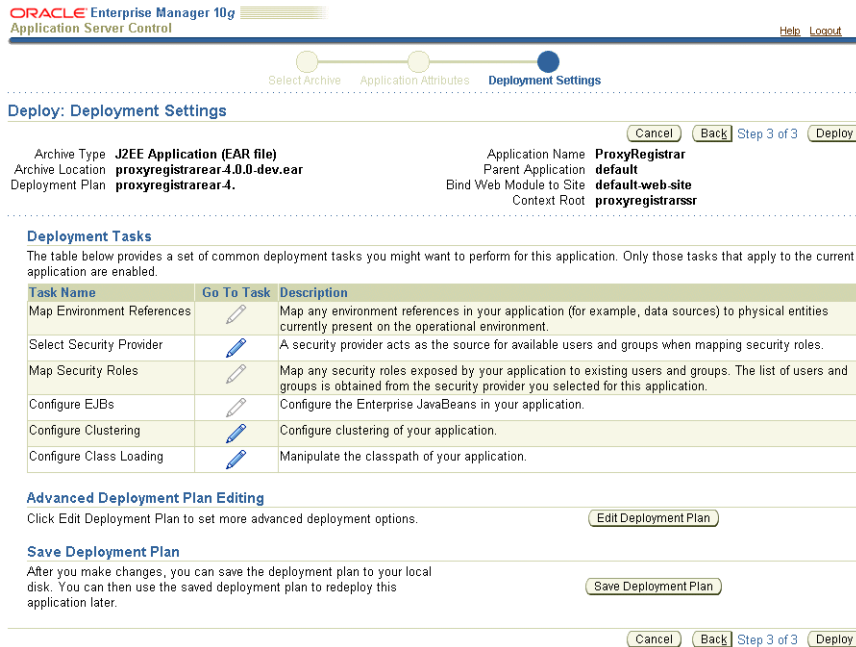 ORACLE Enterprise Manager 10g
Application Server Control
Help Logout
Select Archive Application Attributes Deployment Settings
Deploy: Deployment Settings
Cancel Back Step 3 of 3 Deploy
Archive Type J2EE Application (EAR file)
Archive Location proxyregistrarear-4.0.0-dev.ear
Deployment Plan proxyregistrarear-4.
Application Name ProxyRegistrar
Parent Application default
Bind Web Module to Site default-web-site
Context Root proxyregistrarssr
Deployment Tasks
The table below provides a set of common deployment tasks you might want to perform for this application. Only those tasks that apply to the current
application are enabled.
Task Name Go To Task Description
Map Environment References Map any environment references in your application (for example, data sources) to physical entities
currently present on the operational environment.
Select Security Provider A security provider acts as the source for available users and groups when mapping security roles.
Map Security Roles Map any security roles exposed by your application to existing users and groups. The list of users and
groups is obtained from the security provider you selected for this application.
Configure EJBs Configure the Enterprise JavaBeans in your application.
Configure Clustering Configure clustering of your application.
Configure Class Loading Manipulate the classpath of your application.
Advanced Deployment Plan Editing
Click Edit Deployment Plan to set more advanced deployment options. Edit Deployment Plan
Save Deployment Plan
After you make changes, you can save the deployment plan to your local
disk. You can then use the saved deployment plan to redeploy this
application later.
Save Deployment Plan
Cancel Back Step 3 of 3 Deploy